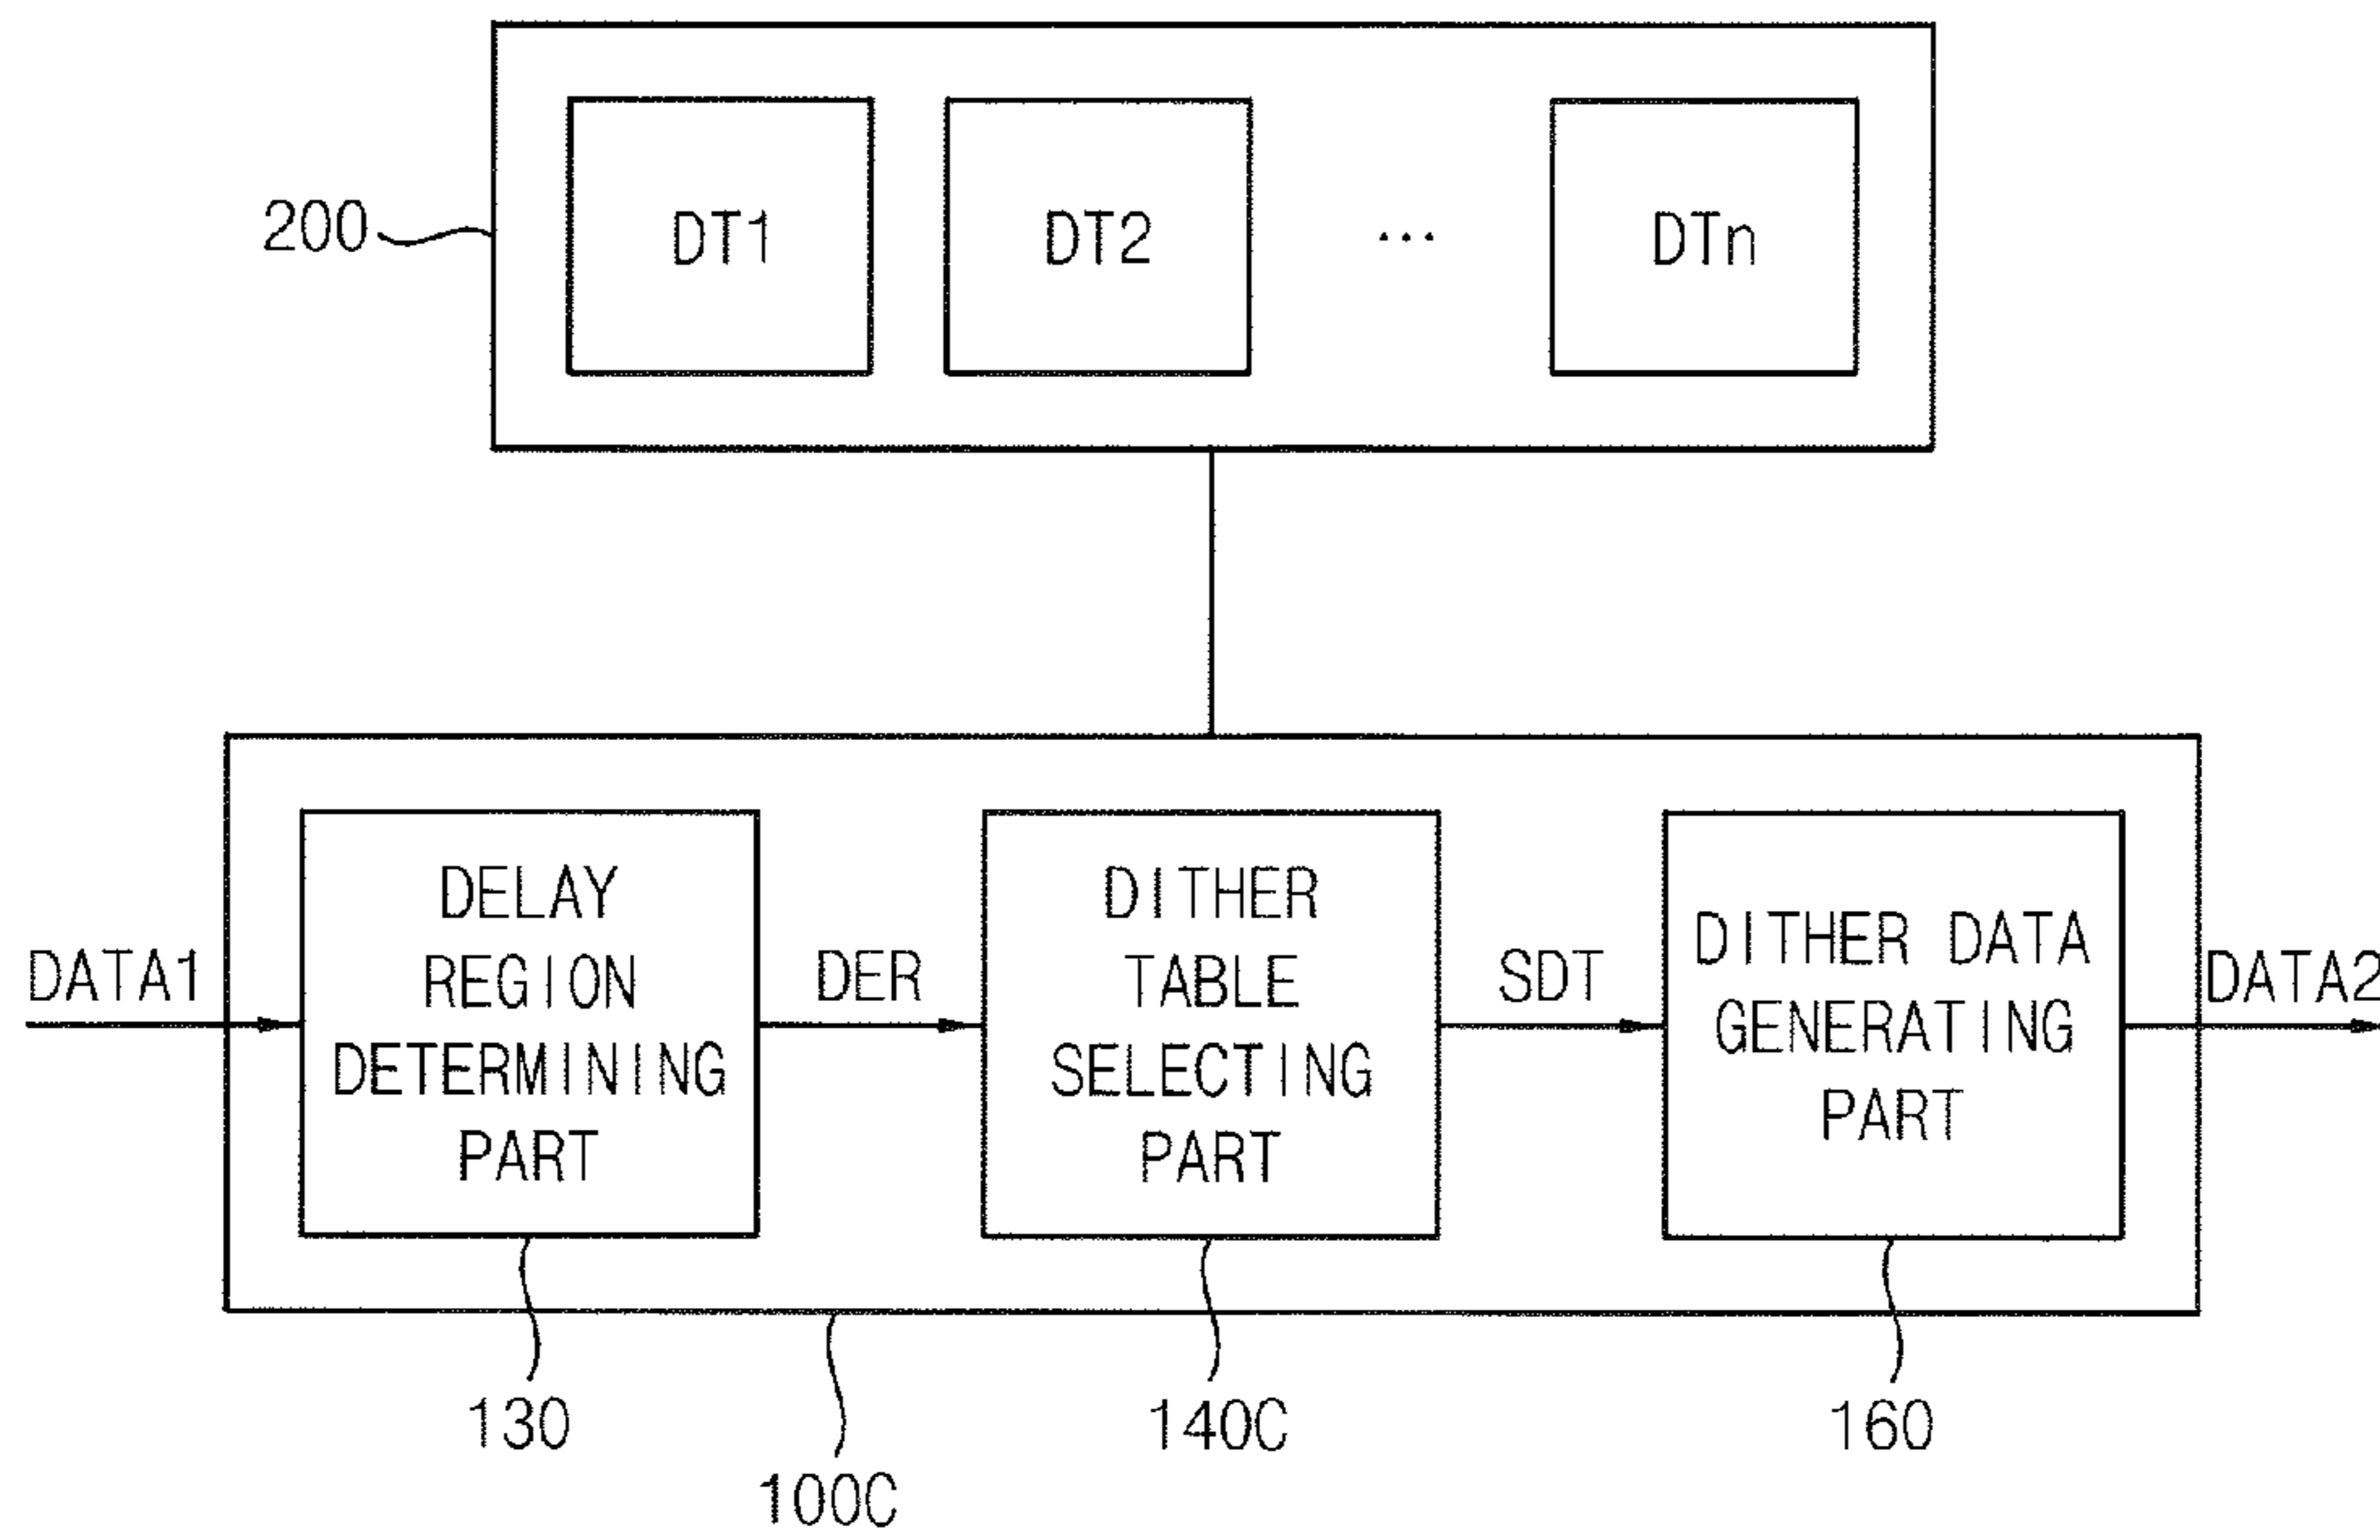 200
DT1
DT2
...
DTn
DATA1
DELAY
REGION
DETERMINING
PART
DER
DITHER
TABLE
SELECTING
PART
SDT
DITHER DATA
GENERATING
PART
DATA2
130
140C
160
100C